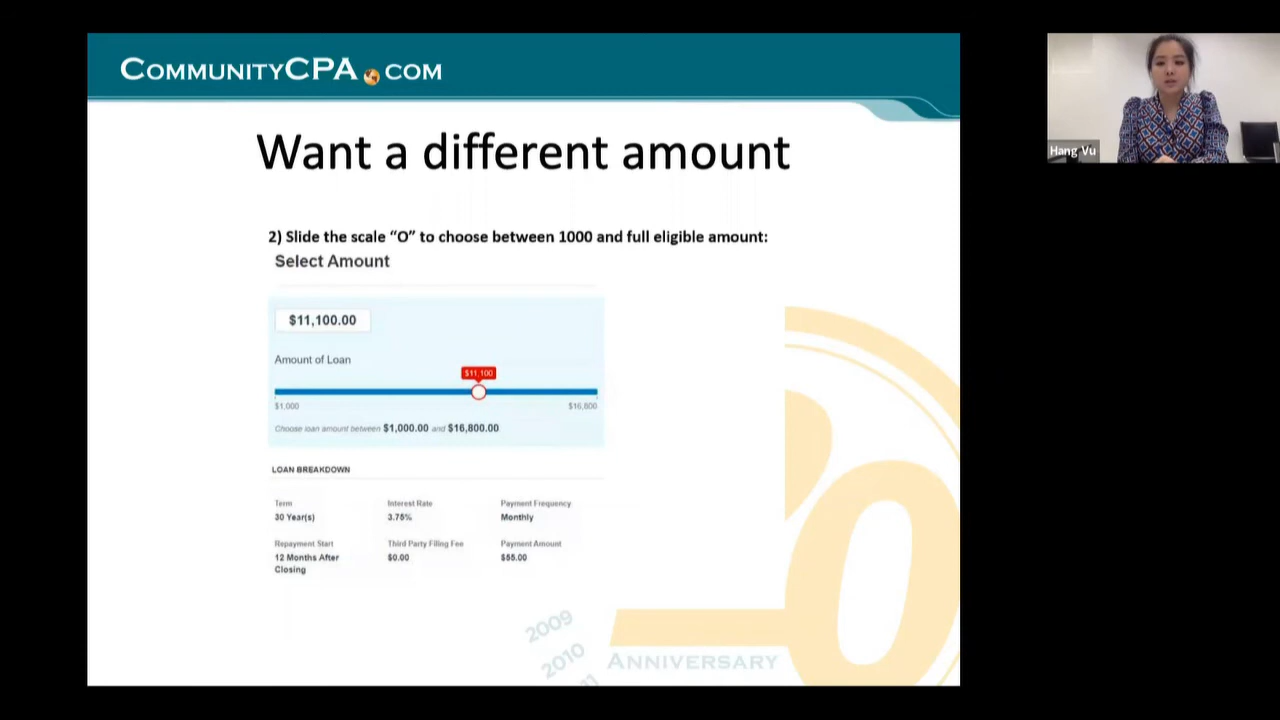 COMMUNITYCPA.COM
Want a different amount
2) Slide the scale “O” to choose between 1000 and full eligible amount:
Select Amount
$11,100.00
Amount of Loan
$11,100
$1,000 $16,800
Choose loan amount between $1,000.00 and $16,800.00
LOAN BREAKDOWN
Term Interest Rate Payment Frequency
30 Year(s) 3.75% Monthly
Repayment Start Third Party Filing Fee Payment Amount
12 Months After $0.00 $55.00
Closing
2009
2010
ANNIVERSARY
Hang Vu